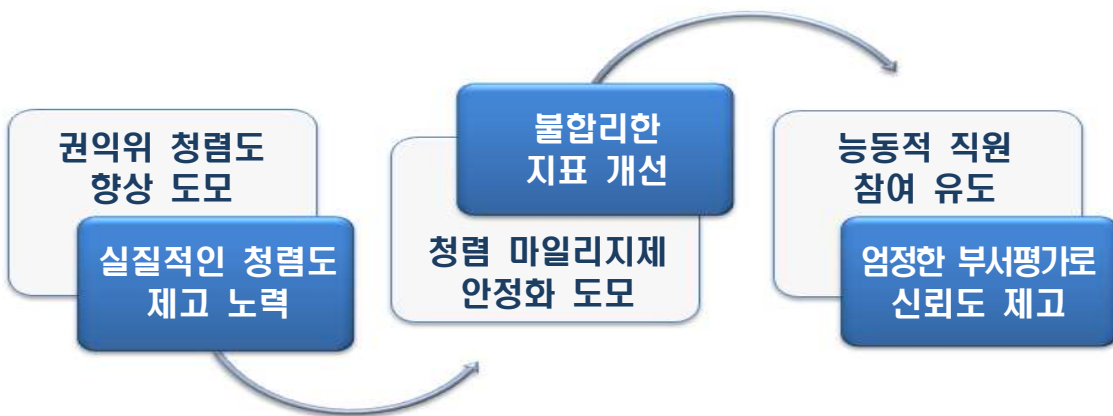 권익위 청렴도
향상 도모
실질적인 청렴도
제고 노력
불합리한
지표 개선
청렴 마일리지제
안정화 도모
능동적 직원
참여 유도
엄정한 부서평가로
신뢰도 제고